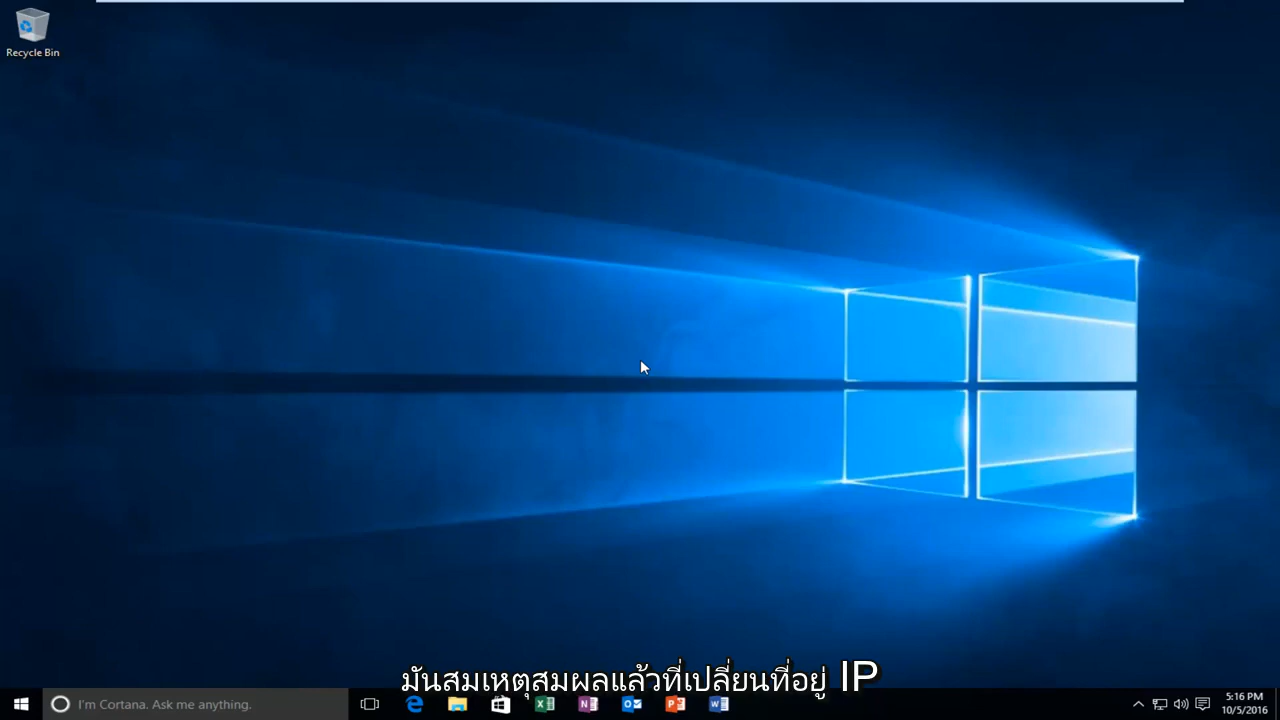 Recycle Bin
มันสมเหตุสมผลแล้วที่เปลี่ยนที่อยู่ IP
I'm Cortana. Ask me anything.
5:16 PM
10/5/2016